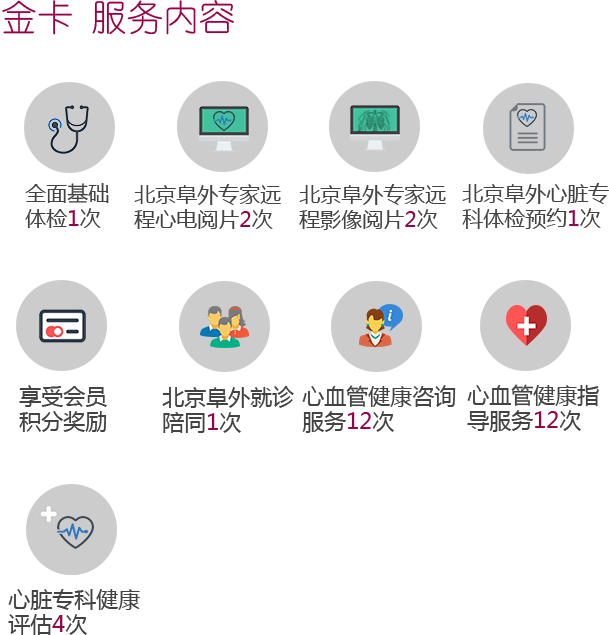 金卡 服务内容
全面基础
体检1次
北京阜外专家远
程心电阅片2次
北京阜外专家远
程影像阅片2次
北京阜外心脏专
科体检预约1次
享受会员
积分奖励
北京阜外就诊
陪同1次
心血管健康咨询
服务12次
心血管健康指
导服务12次
心脏专科健康
评估4次